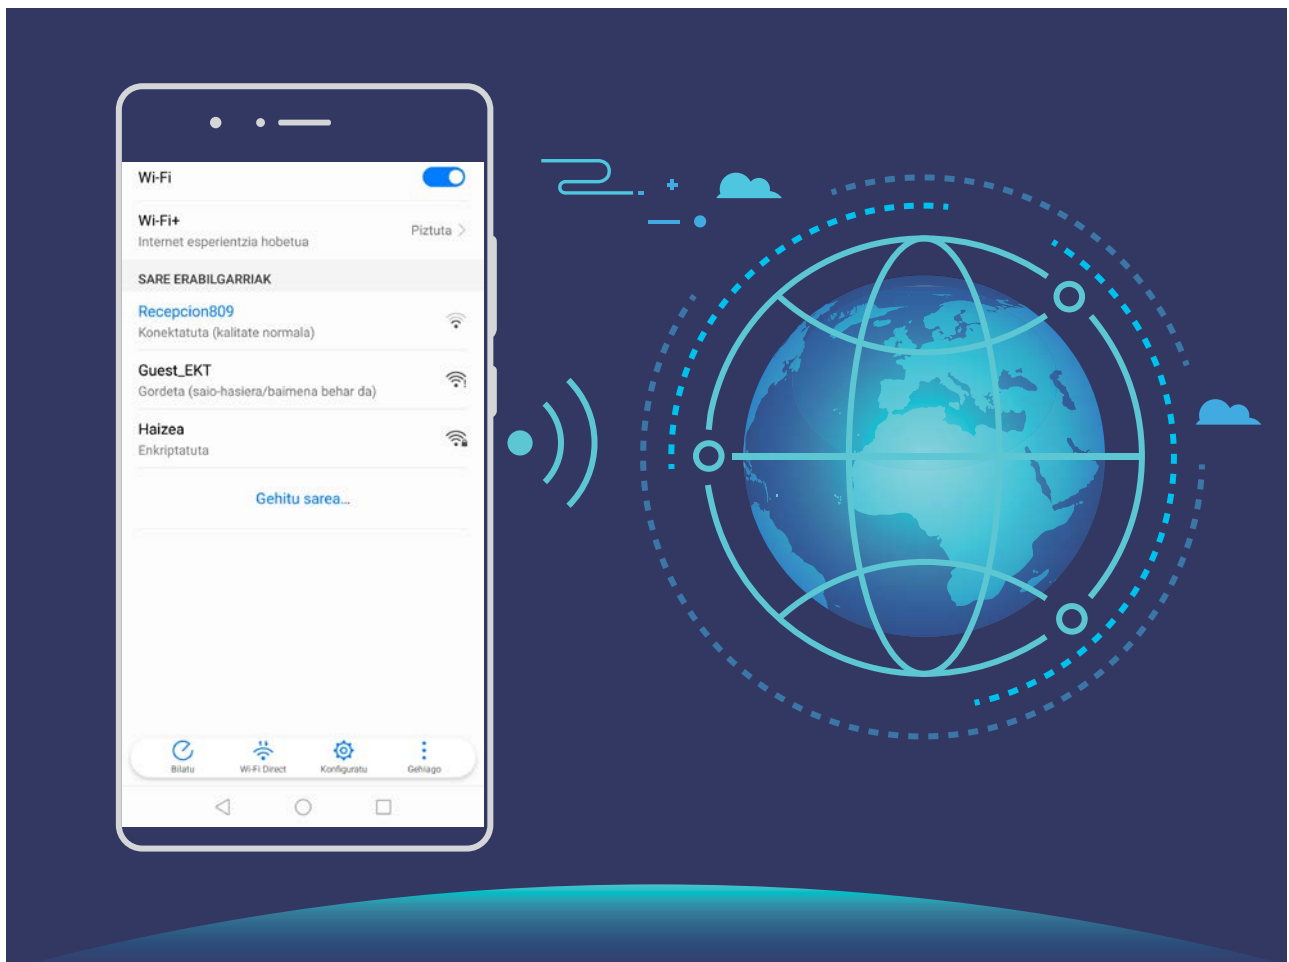 Wi-Fi
Wi-Fi+
Internet esperientzia hobetua
Piztuta
SARE ERABILGARRIAK
Recepcion809
Konektatuta (kalitate normala)
Guest_EKT
Gordeta (saio-hasiera/baimena behar da)
Haizea
Enkriptatuta
Gehitu sarea...
Bilatu
Wi-Fi Direct
Konfiguratu
Gehiago